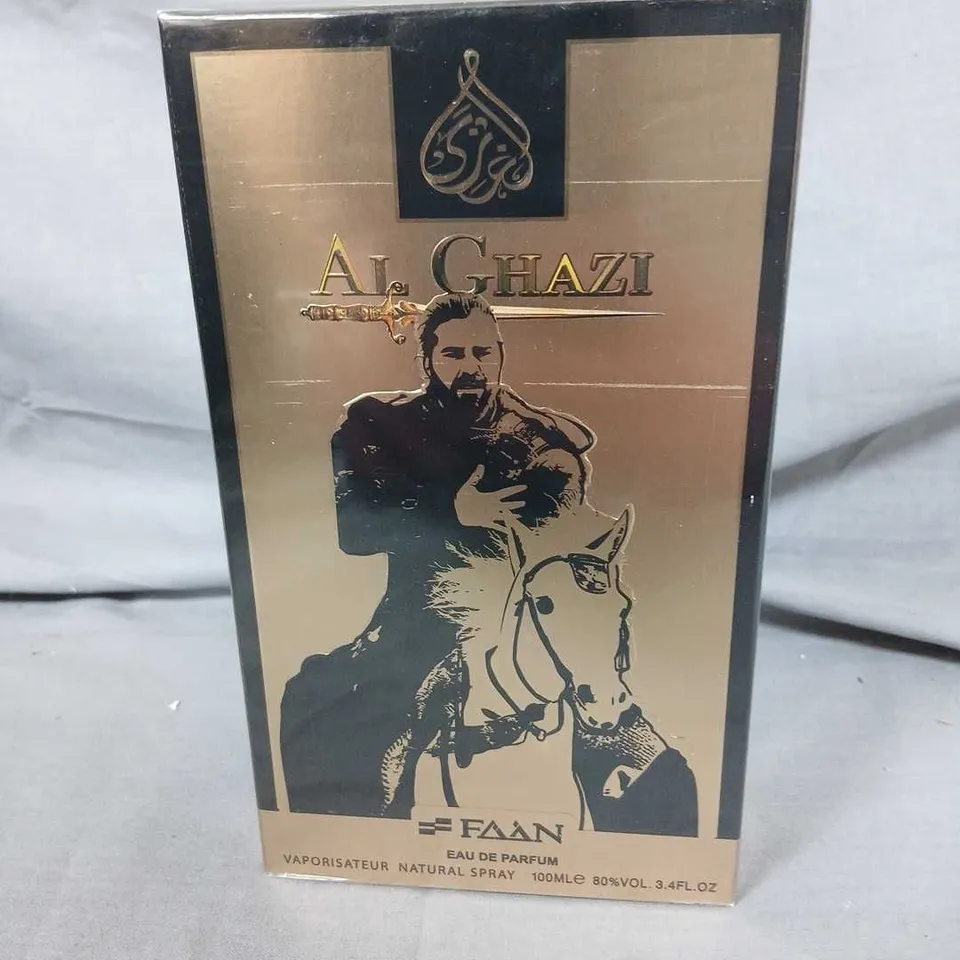 AL GHAZI
FAAN
EAU DE PARFUM
VAPORISATEUR NATURAL SPRAY 100ML℮ 80%VOL. 3.4FL.OZ